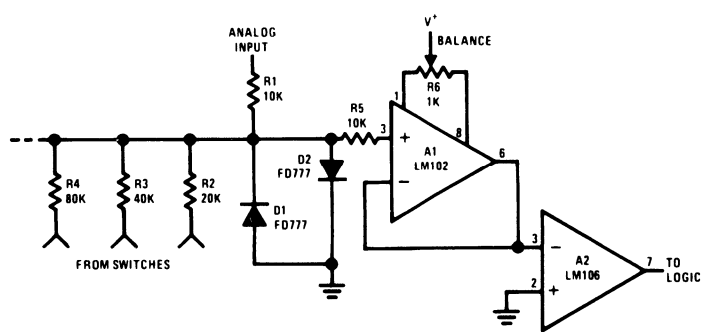 V+
BALANCE
ANALOG
INPUT
R1
10K
R6
1K
R5
10K
1
3
+
8
A1
LM102
6
−
D2
FD777
R4
80K
R3
40K
R2
20K
D1
FD777
FROM SWITCHES
3
−
A2
LM106
7
TO
LOGIC
2
+